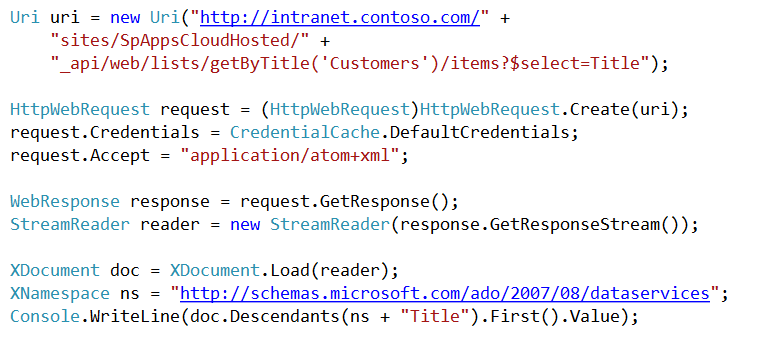 Uri uri = new Uri("http://intranet.contoso.com/" +
"sites/SpAppsCloudHosted/" +
"_api/web/lists/getByTitle('Customers')/items?$select=Title");
HttpWebRequest request = (HttpWebRequest)HttpWebRequest.Create(uri);
request.Credentials = CredentialCache.DefaultCredentials;
request.Accept = "application/atom+xml";
WebResponse response = request.GetResponse();
StreamReader reader = new StreamReader(response.GetResponseStream());
XDocument doc = XDocument.Load(reader);
XNamespace ns = "http://schemas.microsoft.com/ado/2007/08/dataservices";
Console.WriteLine(doc.Descendants(ns + "Title").First().Value);